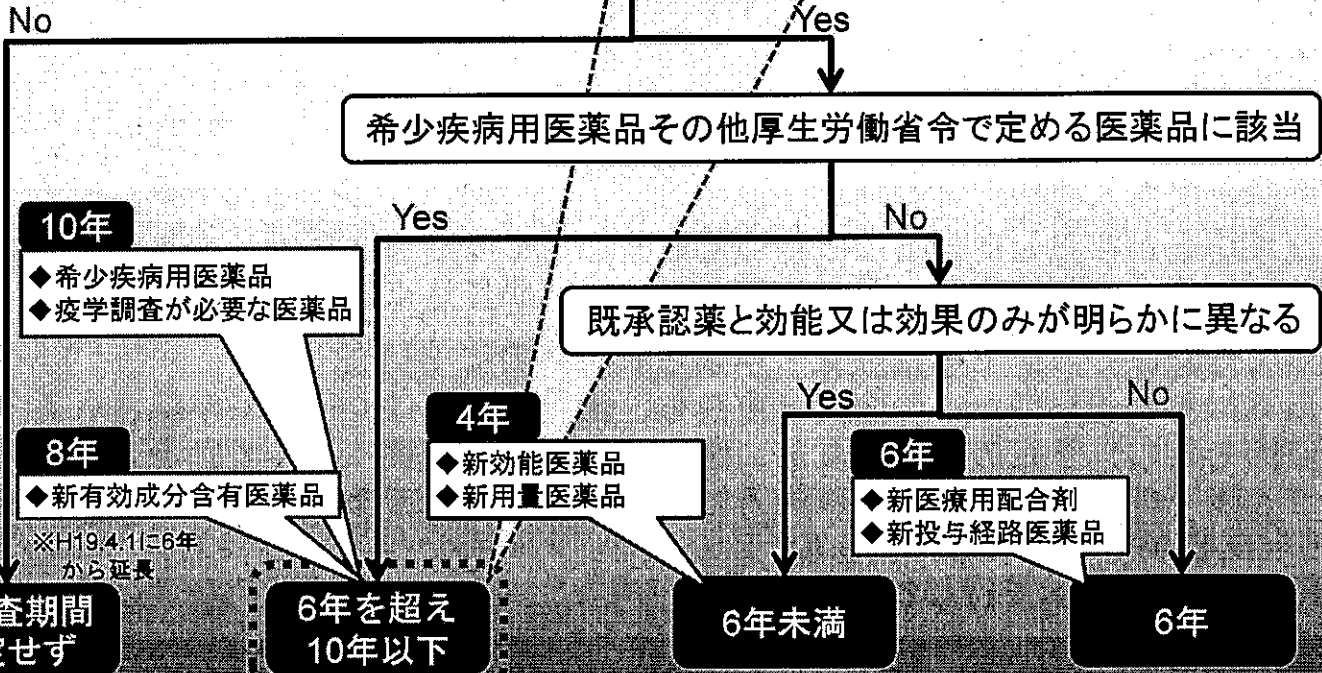 No
Yes
希少疾病用医薬品その他厚生労働省令で定める医薬品に該当
Yes
No
10年
◆希少疾病用医薬品
◆疫学調査が必要な医薬品
既承認薬と効能又は効果のみが明らかに異なる
Yes
No
8年
◆新有効成分含有医薬品
※H19.4.1に6年
から延長
4年
◆新効能医薬品
◆新用量医薬品
6年
◆新医療用配合剤
◆新投与経路医薬品
査期間
定せず
6年を超え
10年以下
6年未満
6年